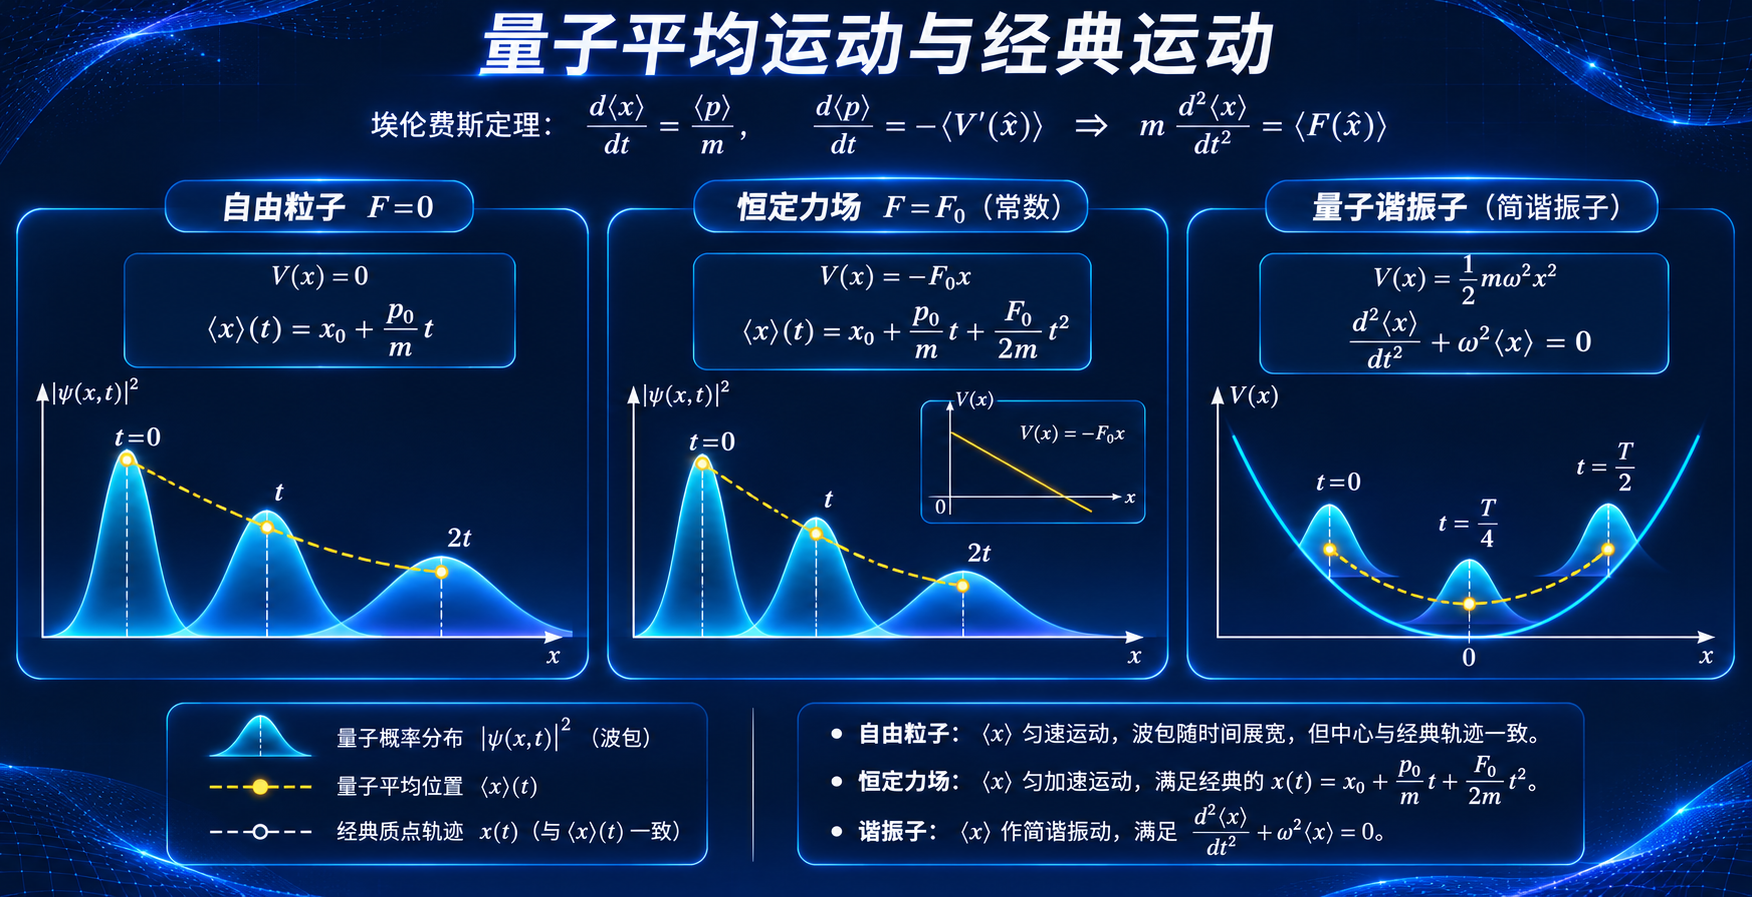 量子平均运动与经典运动
埃伦费斯定理： d⟨x⟩/dt = ⟨p⟩/m, d⟨p⟩/dt = −⟨V′(x̂)⟩ ⇒ m d²⟨x⟩/dt² = ⟨F(x̂)⟩
自由粒子 F=0
V(x) = 0
⟨x⟩(t) = x₀ + p₀/m t
|ψ(x,t)|²
t=0
t
2t
x
恒定力场 F=F₀（常数）
V(x) = −F₀x
⟨x⟩(t) = x₀ + p₀/m t + F₀/2m t²
|ψ(x,t)|²
t=0
t
2t
x
V(x)
V(x) = −F₀x
0
x
量子谐振子（简谐振子）
V(x) = 1/2 mω²x²
d²⟨x⟩/dt² + ω²⟨x⟩ = 0
V(x)
t=0
t = T/4
t = T/2
0
x
量子概率分布 |ψ(x,t)|² （波包）
量子平均位置 ⟨x⟩(t)
经典质点轨迹 x(t)（与 ⟨x⟩(t) 一致）
● 自由粒子： ⟨x⟩ 匀速运动，波包随时间展宽，但中心与经典轨迹一致。
● 恒定力场： ⟨x⟩ 匀加速运动，满足经典的 x(t) = x₀ + p₀/m t + F₀/2m t²。
● 谐振子： ⟨x⟩ 作简谐振动，满足 d²⟨x⟩/dt² + ω²⟨x⟩ = 0。